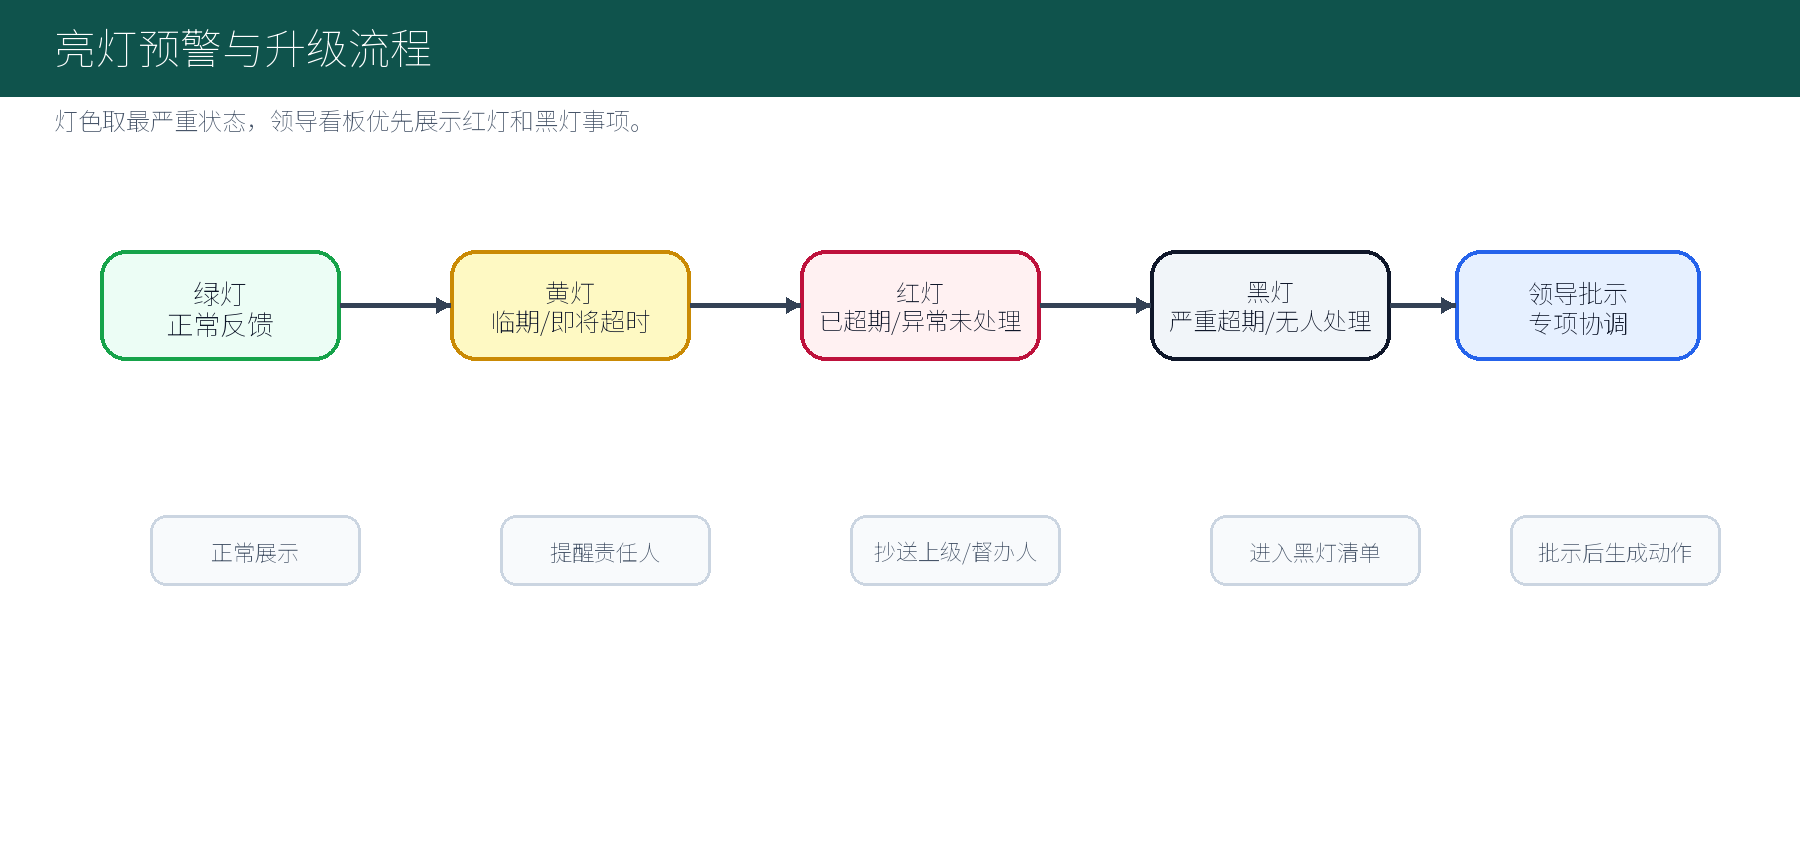 亮灯预警与升级流程
灯色取最严重状态，领导看板优先展示红灯和黑灯事项。
绿灯
正常反馈
黄灯
临期/即将超时
红灯
已超期/异常未处理
黑灯
严重超期/无人处理
领导批示
专项协调
正常展示
提醒责任人
抄送上级/督办人
进入黑灯清单
批示后生成动作